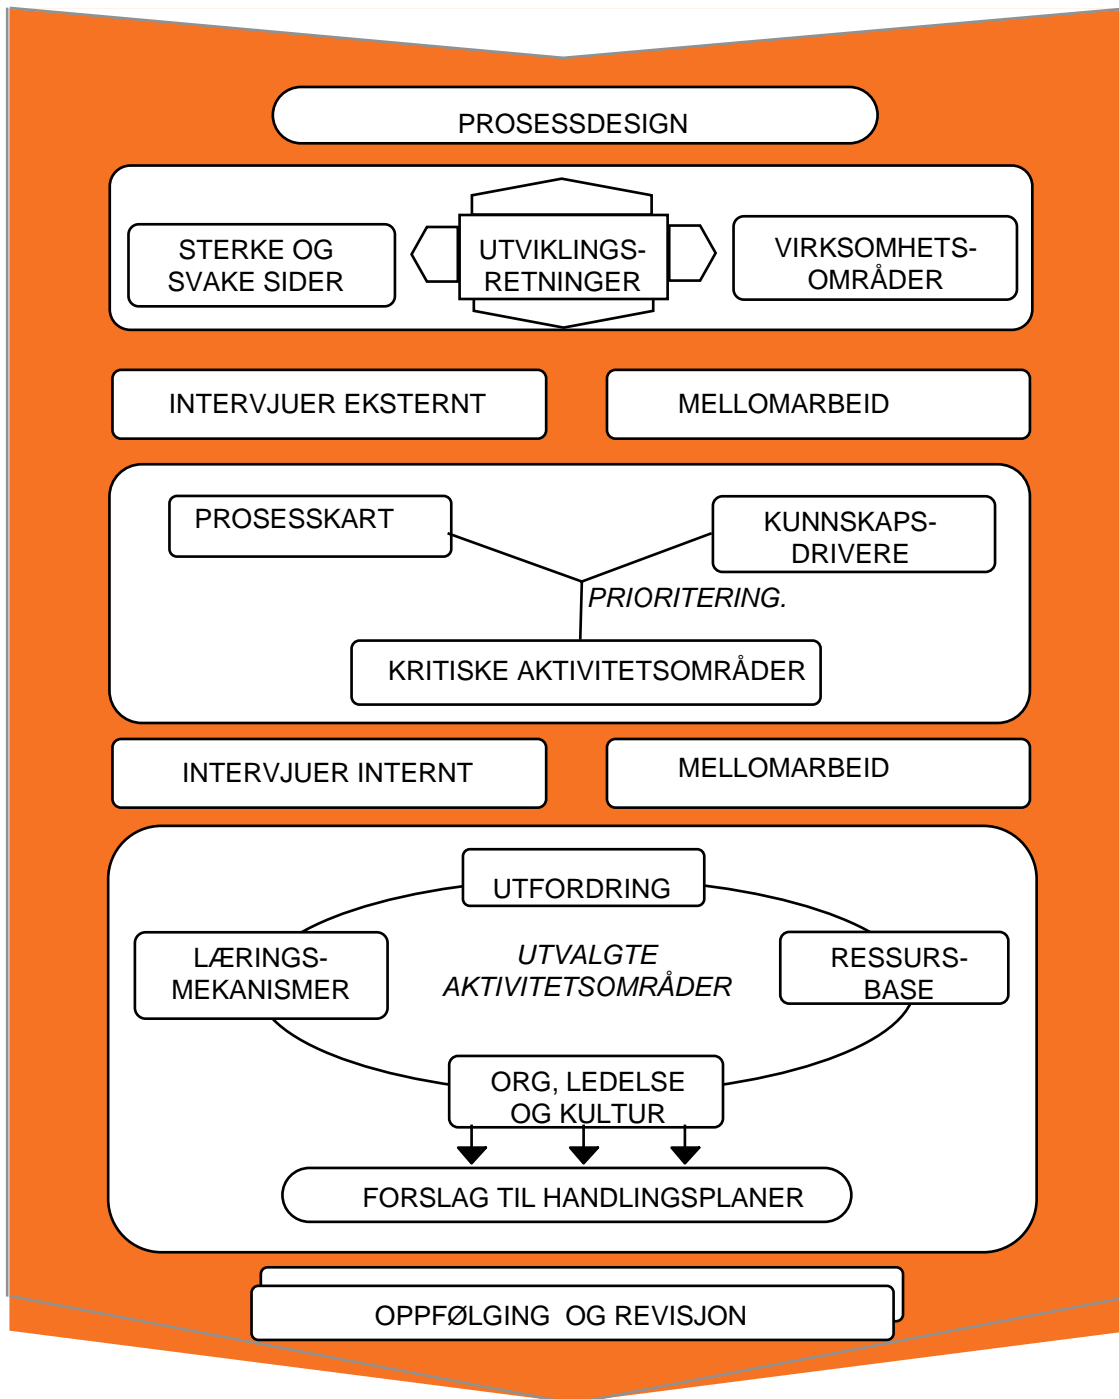 PROSESSDESIGN
STERKE OG
SVAKE SIDER
UTVIKLINGS-
RETNINGER
VIRKSOMHETS-
OMRÅDER
INTERVJUER EKSTERNT
MELLOMARBEID
PROSESSKART
KUNNSKAPS-
DRIVERE
PRIORITERING.
KRITISKE AKTIVITETSOMRÅDER
INTERVJUER INTERNT
MELLOMARBEID
UTFORDRING
LÆRINGS-
MEKANISMER
UTVALGTE
AKTIVITETSOMRÅDER
RESSURS-
BASE
ORG, LEDELSE
OG KULTUR
FORSLAG TIL HANDLINGSPLANER
OPPFØLGING OG REVISJON